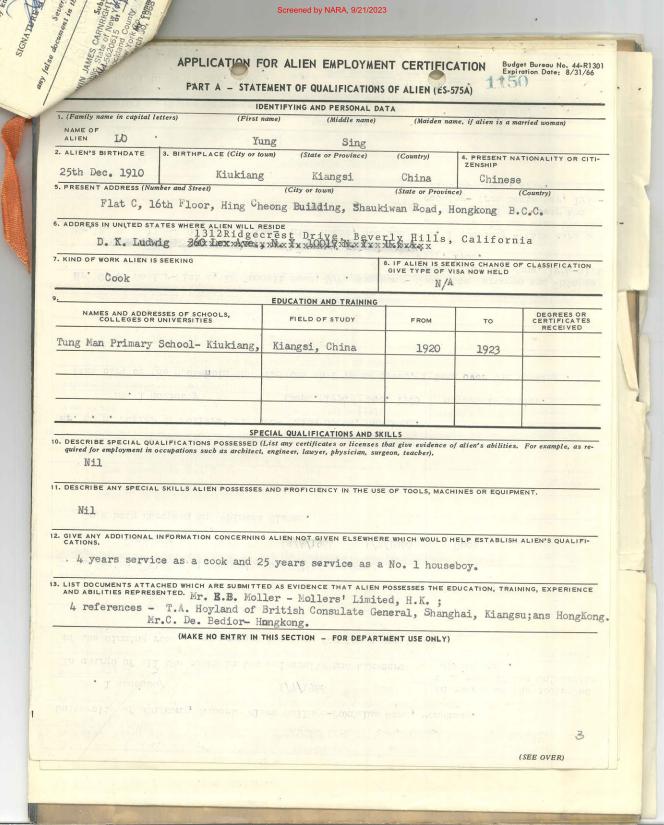 Screened by NARA, 9/21/2023
SIGNATURE
any false document in th
JAMES CARNRIGHT
State of New Yor
APPLICATION FOR ALIEN EMPLOYMENT CERTIFICATION
Budget Bureau No. 44-R1301
Expiration Date: 8/31/66
PART A – STATEMENT OF QUALIFICATIONS OF ALIEN (ES-575A)
1150
IDENTIFYING AND PERSONAL DATA
1. (Family name in capital letters) (First name) (Middle name) (Maiden name, if alien is a married woman)
NAME OF ALIEN LO Yung Sing
2. ALIEN'S BIRTHDATE 3. BIRTHPLACE (City or town) (State or Province) (Country) 4. PRESENT NATIONALITY OR CITI-
ZENSHIP
25th Dec. 1910 Kiukiang Kiangsi China Chinese
5. PRESENT ADDRESS (Number and Street) (City or town) (State or Province) (Country)
Flat C, 16th Floor, Hing Cheong Building, Shaukiwan Road, Hongkong B.C.C.
6. ADDRESS IN UNITED STATES WHERE ALIEN WILL RESIDE
1312Ridgecrest Drive, Beverly Hills, California
D. K. Ludwig 360 Lex Ave., N.Y. 10017 N.Y. U.S.A.
7. KIND OF WORK ALIEN IS SEEKING 8. IF ALIEN IS SEEKING CHANGE OF CLASSIFICATION
GIVE TYPE OF VISA NOW HELD
Cook N/A
9. EDUCATION AND TRAINING
NAMES AND ADDRESSES OF SCHOOLS,
COLLEGES OR UNIVERSITIES FIELD OF STUDY FROM TO DEGREES OR
CERTIFICATES
RECEIVED
Tung Man Primary School- Kiukiang, Kiangsi, China 1920 1923
SPECIAL QUALIFICATIONS AND SKILLS
10. DESCRIBE SPECIAL QUALIFICATIONS POSSESSED (List any certificates or licenses that give evidence of alien's abilities. For example, as re-
quired for employment in occupations such as architect, engineer, lawyer, physician, surgeon, teacher).
Nil
11. DESCRIBE ANY SPECIAL SKILLS ALIEN POSSESSES AND PROFICIENCY IN THE USE OF TOOLS, MACHINES OR EQUIPMENT.
Nil
12. GIVE ANY ADDITIONAL INFORMATION CONCERNING ALIEN NOT GIVEN ELSEWHERE WHICH WOULD HELP ESTABLISH ALIEN'S QUALIFI-
CATIONS.
4 years service as a cook and 25 years service as a No. 1 houseboy.
13. LIST DOCUMENTS ATTACHED WHICH ARE SUBMITTED AS EVIDENCE THAT ALIEN POSSESSES THE EDUCATION, TRAINING, EXPERIENCE
AND ABILITIES REPRESENTED. Mr. E.B. Moller - Mollers' Limited, H.K. ;
4 references - T.A. Hoyland of British Consulate General, Shanghai, Kiangsu;ans HongKong.
Mr.C. De. Bedior- Hongkong.
(MAKE NO ENTRY IN THIS SECTION – FOR DEPARTMENT USE ONLY)
3
(SEE OVER)